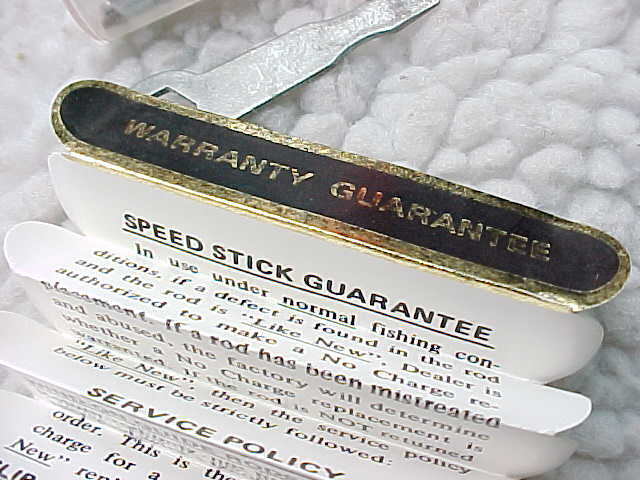 WARRANTY GUARANTEE
SPEED STICK GUARANTEE
In use under normal fishing con-
ditions, if a defect is found in the rod
and the rod is "Like New". Dealer is
authorized to make a No Charge re-
placement. If a rod has been mistreated
and abused, the factory will determine
whether a No Charge replacement is
If the rod is NOT returned
"Like New", then the service policy
below must be strictly followed:
SERVICE POLICY
order. This is the
charge for a
New"